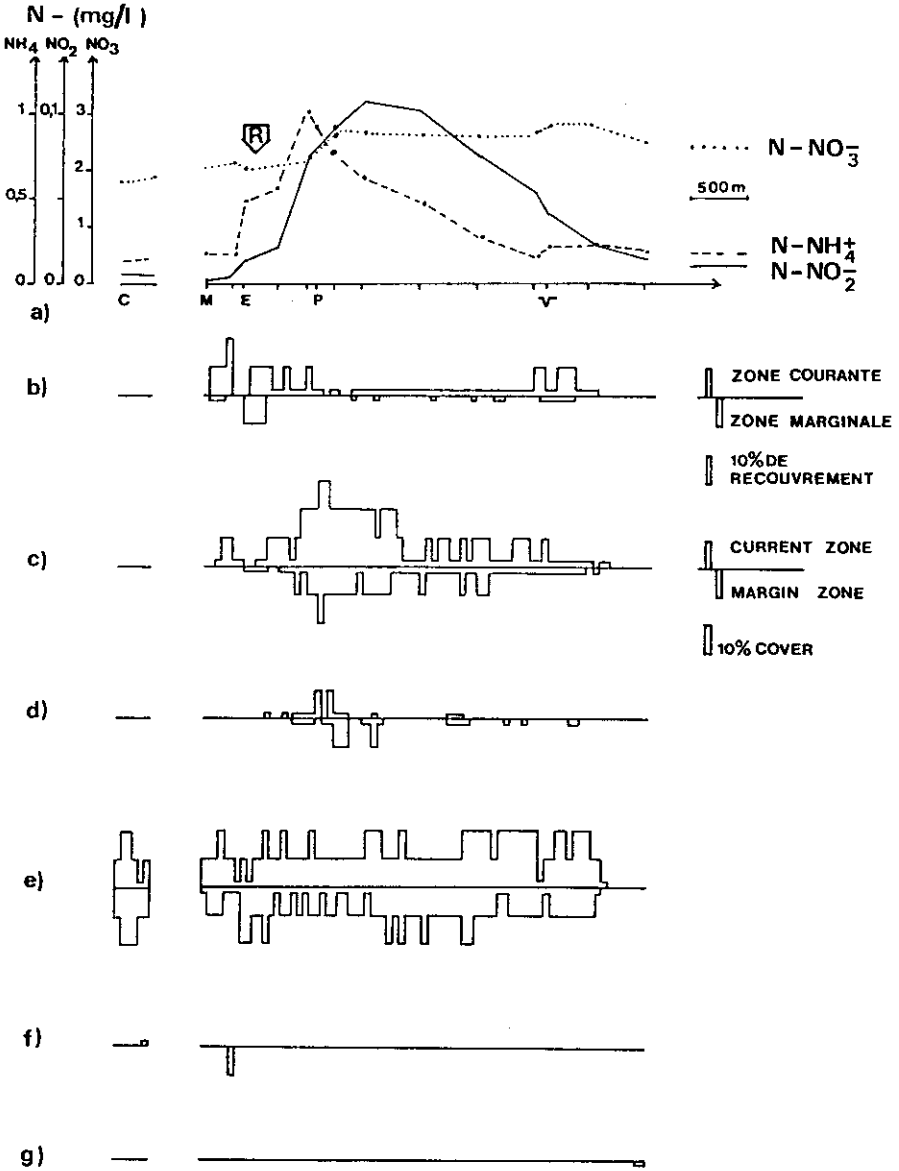 N – (mg/l)
NH4 NO2 NO3
1 0,1 3
R
2
0,5
1
0 0 0
N–NO3–
500 m
N–NH4+
N–NO2–
C M E P V
a)
b)
ZONE COURANTE
ZONE MARGINALE
10% DE
RECOUVREMENT
c)
CURRENT ZONE
MARGIN ZONE
10% COVER
d)
e)
f)
g)